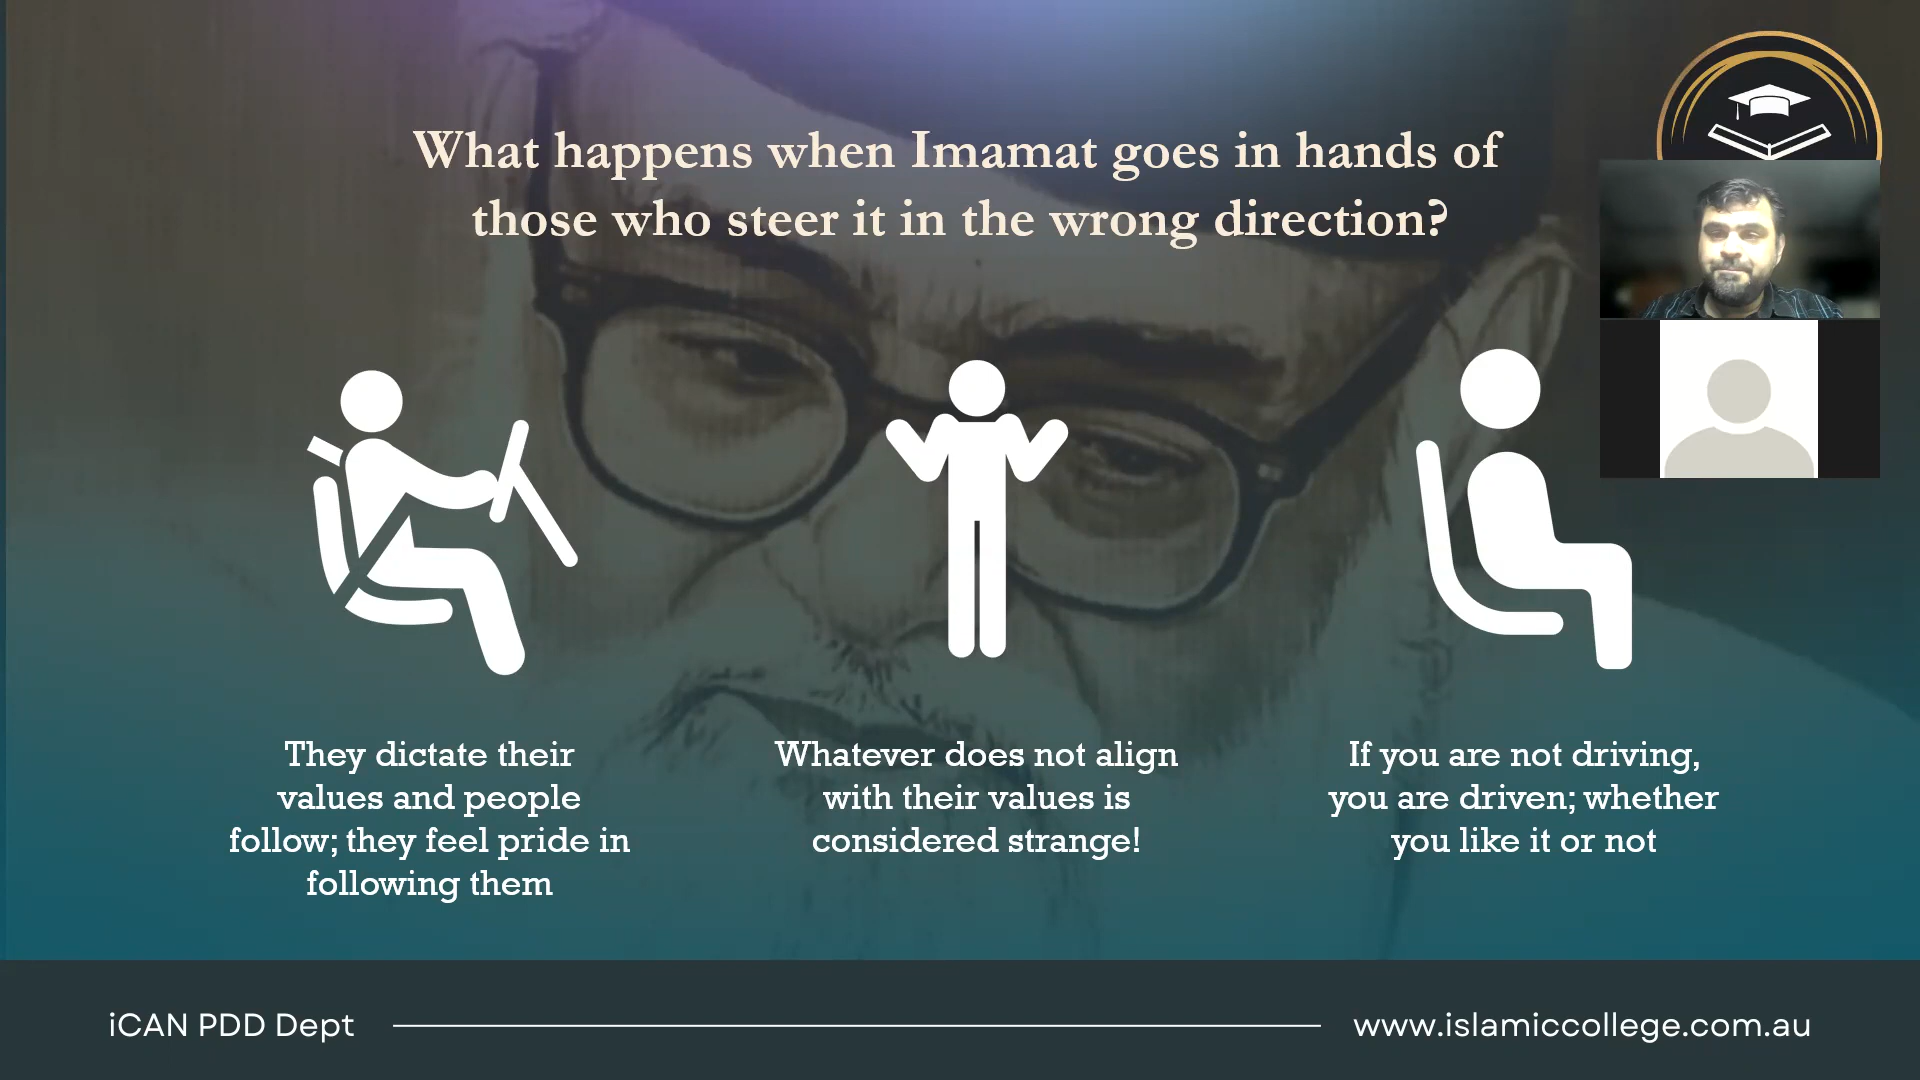 What happens when Imamat goes in hands of
those who steer it in the wrong direction?
They dictate their
values and people
follow; they feel pride in
following them
Whatever does not align
with their values is
considered strange!
If you are not driving,
you are driven; whether
you like it or not
iCAN PDD Dept
www.islamiccollege.com.au